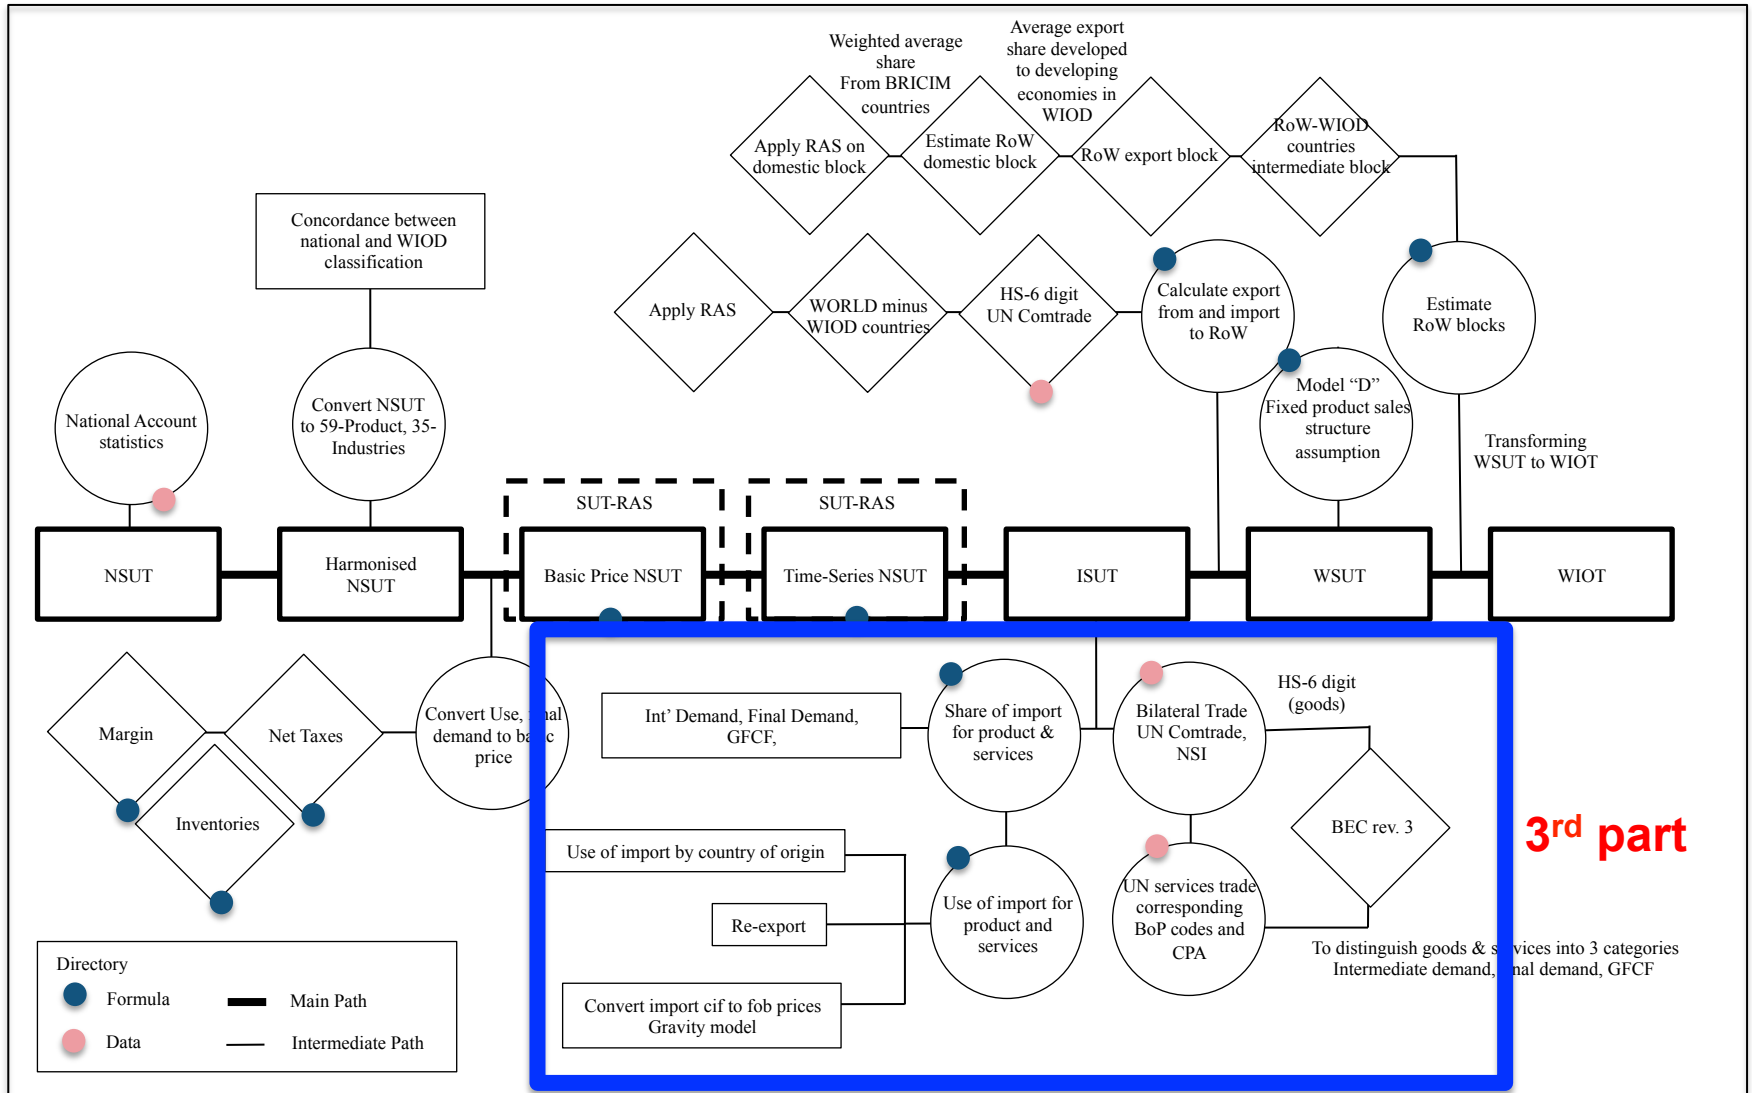 Weighted average
share
From BRICIM
countries
Average export
share developed
to developing
economies in
WIOD
Apply RAS on
domestic block
Estimate RoW
domestic block
RoW export block
RoW-WIOD
countries
intermediate block
Concordance between
national and WIOD
classification
Apply RAS
WORLD minus
WIOD countries
HS-6 digit
UN Comtrade
Calculate export
from and import
to RoW
Estimate
RoW blocks
National Account
statistics
Convert NSUT
to 59-Product, 35-
Industries
Model “D”
Fixed product sales
structure
assumption
Transforming
WSUT to WIOT
SUT-RAS
SUT-RAS
NSUT
Harmonised
NSUT
Basic Price NSUT
Time-Series NSUT
ISUT
WSUT
WIOT
Margin
Net Taxes
Inventories
Convert Use, nal
demand to ba c
price
Int’ Demand, Final Demand,
GFCF,
Share of import
for product &
services
Bilateral Trade
UN Comtrade,
NSI
HS-6 digit
(goods)
BEC rev. 3
3rd part
Use of import by country of origin
Re-export
Convert import cif to fob prices
Gravity model
Use of import for
product and
services
UN services trade
corresponding
BoP codes and
CPA
To distinguish goods & s vices into 3 categories
Intermediate demand, nal demand, GFCF
Directory
Formula
Main Path
Data
Intermediate Path